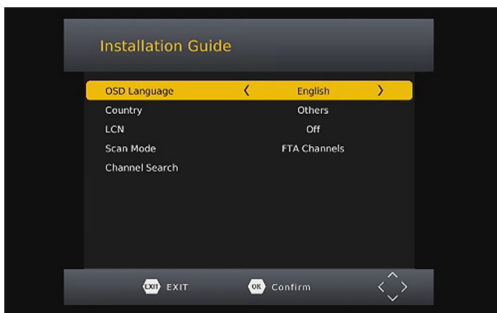 Installation Guide
OSD Language < English >
Country Others
LCN Off
Scan Mode FTA Channels
Channel Search
EXIT EXIT OK Confirm